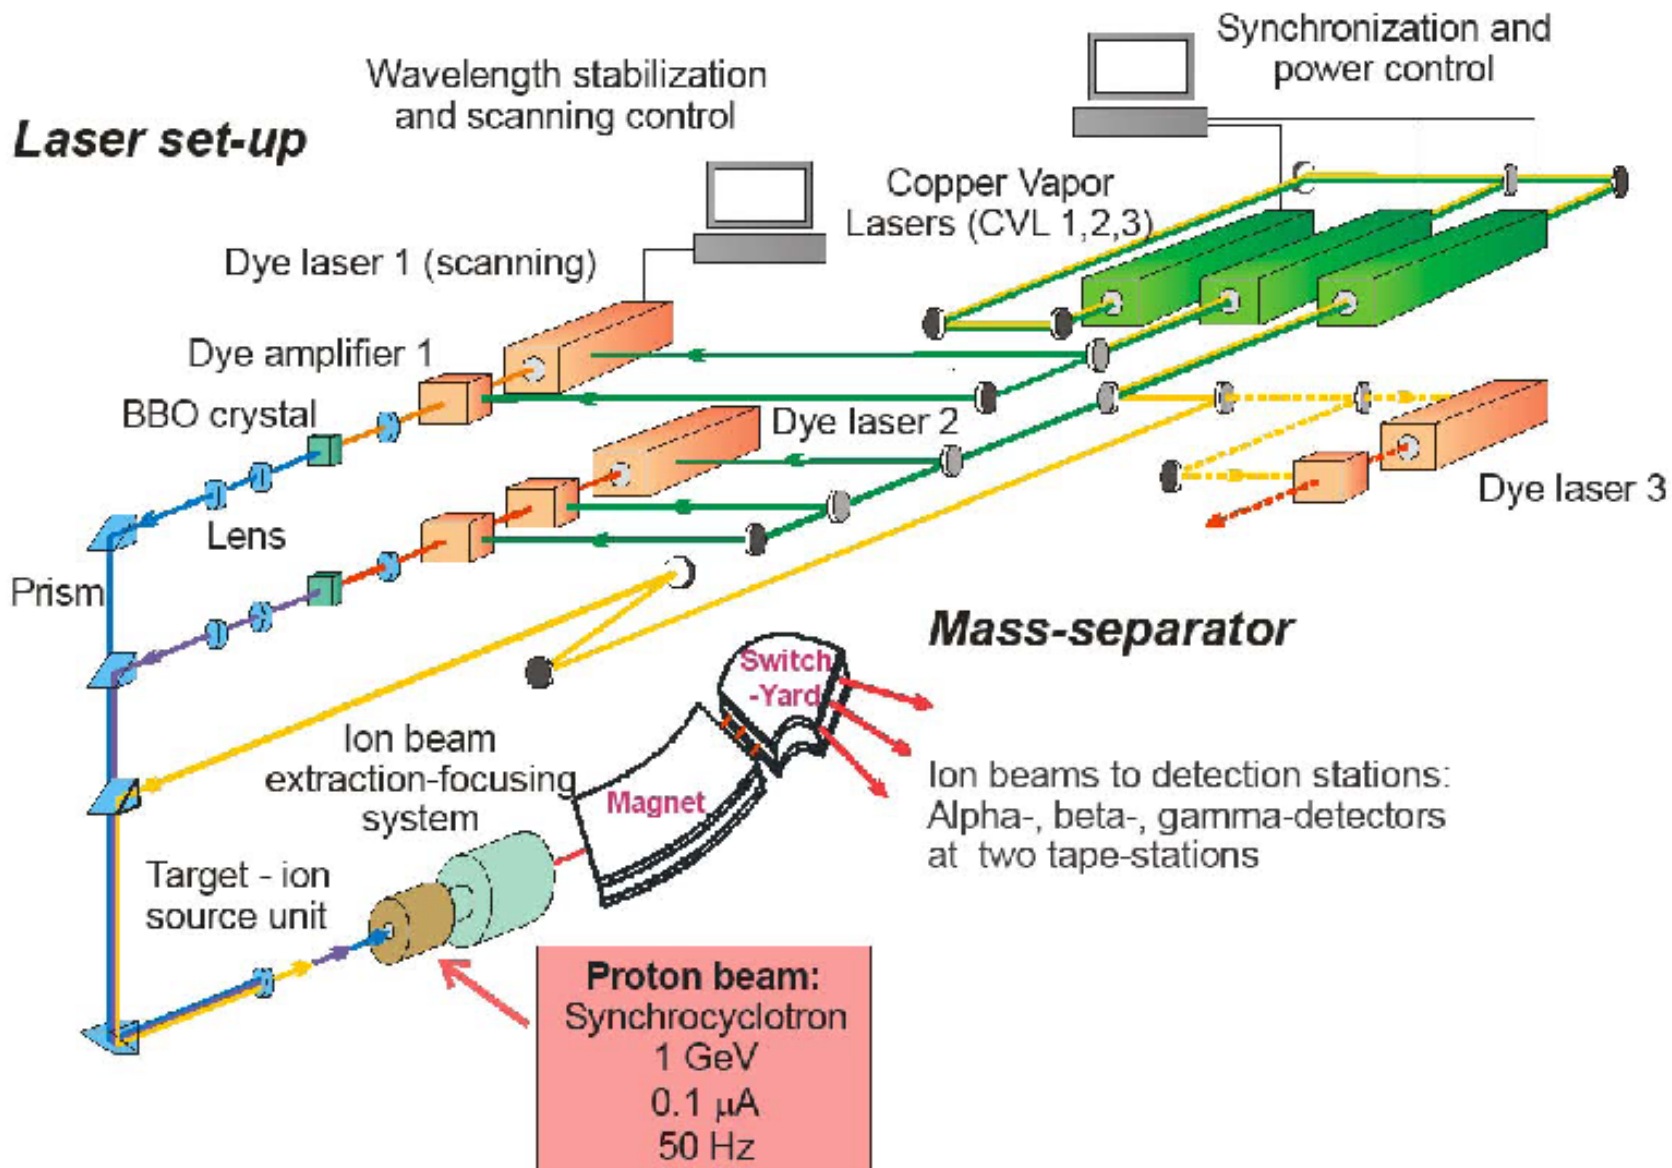 Synchronization and
power control
Wavelength stabilization
and scanning control
Laser set-up
Copper Vapor
Lasers (CVL 1,2,3)
Dye laser 1 (scanning)
Dye amplifier 1
BBO crystal
Dye laser 2
Dye laser 3
Lens
Prism
Mass-separator
Switch
-Yard
Ion beam
extraction-focusing
system
Magnet
Ion beams to detection stations:
Alpha-, beta-, gamma-detectors
at two tape-stations
Target - ion
source unit
Proton beam:
Synchrocyclotron
1 GeV
0.1 μA
50 Hz